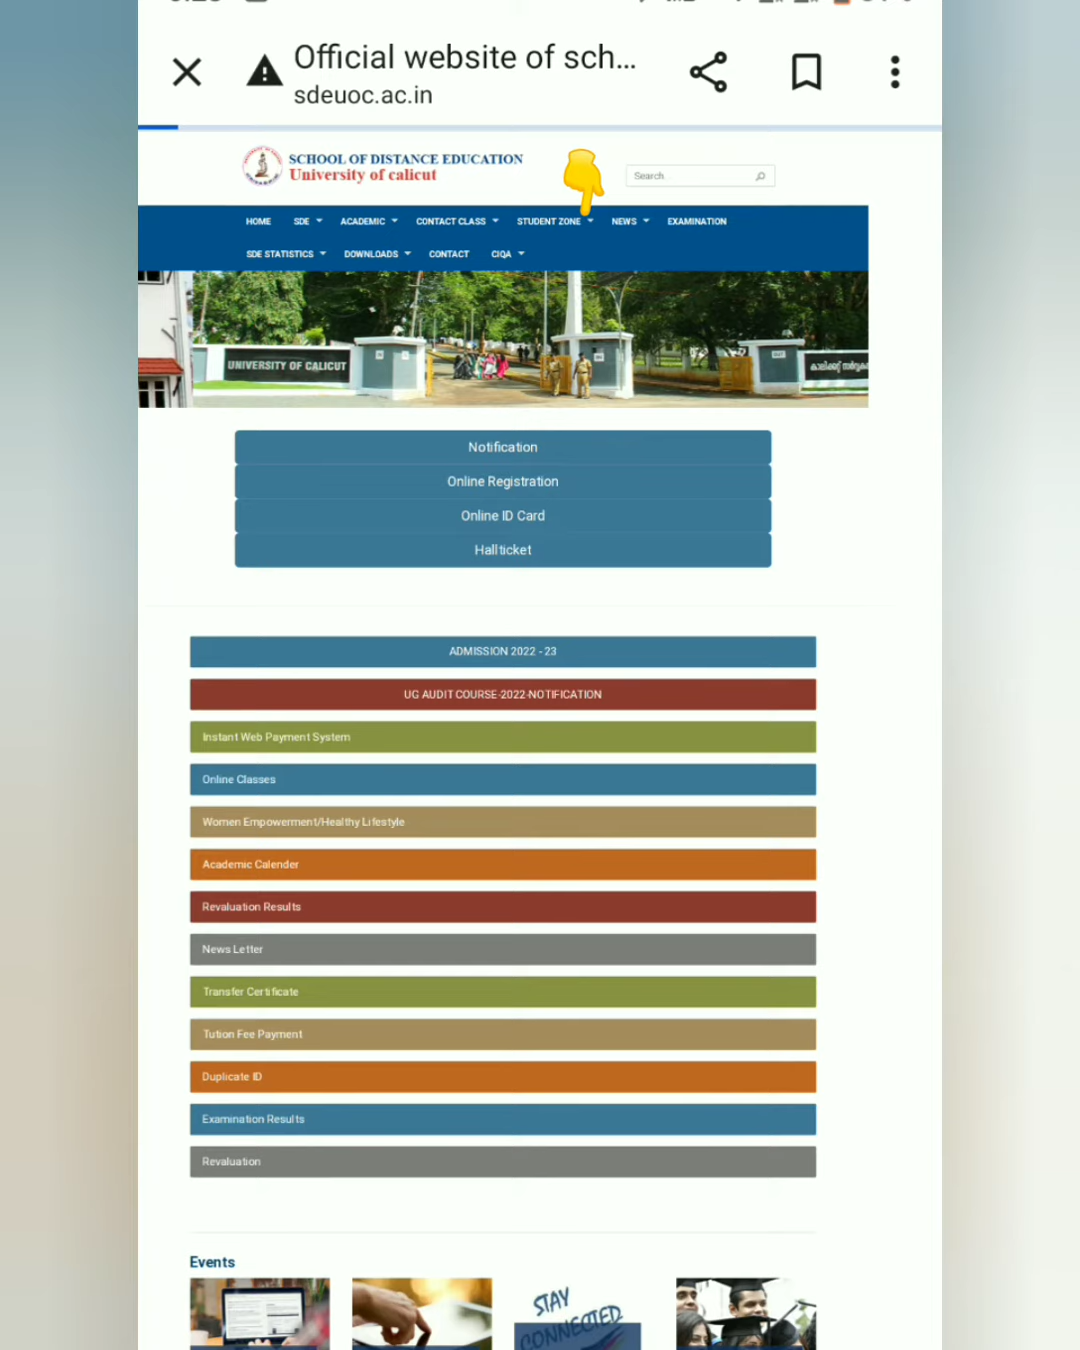 Official website of sch...
sdeuoc.ac.in
SCHOOL OF DISTANCE EDUCATION
University of calicut
Search
HOME SDE ACADEMIC CONTACT CLASS STUDENT ZONE NEWS EXAMINATION
SDE STATISTICS DOWNLOADS CONTACT CIQA
UNIVERSITY OF CALICUT
Notification
Online Registration
Online ID Card
Hallticket
ADMISSION 2022 - 23
UG AUDIT COURSE-2022-NOTIFICATION
Instant Web Payment System
Online Classes
Women Empowerment/Healthy Lifestyle
Academic Calender
Revaluation Results
News Letter
Transfer Certificate
Tution Fee Payment
Duplicate ID
Examination Results
Revaluation
Events
STAY
CONNECTED